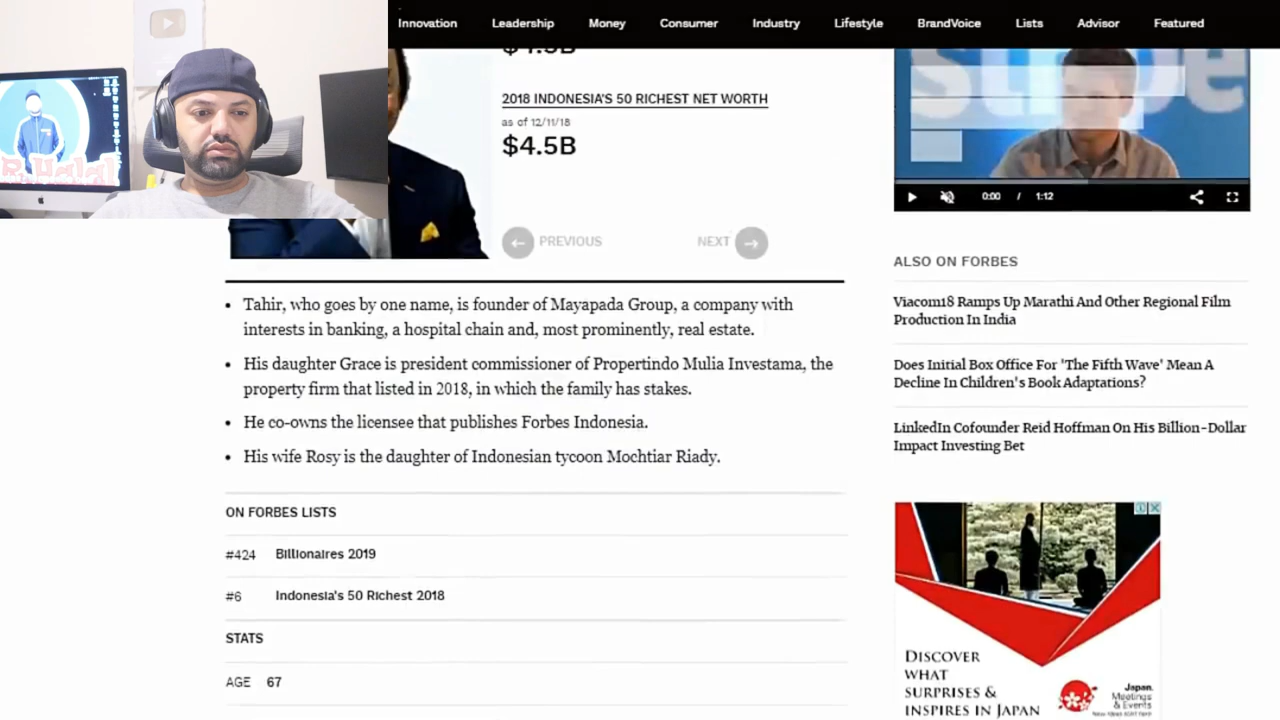 Innovation Leadership Money Consumer Industry Lifestyle BrandVoice Lists Advisor Featured
2018 INDONESIA'S 50 RICHEST NET WORTH
as of 12/11/18
$4.5B
PREVIOUS NEXT
0:00 / 1:12
• Tahir, who goes by one name, is founder of Mayapada Group, a company with
interests in banking, a hospital chain and, most prominently, real estate.
• His daughter Grace is president commissioner of Propertindo Mulia Investama, the
property firm that listed in 2018, in which the family has stakes.
• He co-owns the licensee that publishes Forbes Indonesia.
• His wife Rosy is the daughter of Indonesian tycoon Mochtiar Riady.
ON FORBES LISTS
#424 Billionaires 2019
#6 Indonesia's 50 Richest 2018
STATS
AGE 67
ALSO ON FORBES
Viacom18 Ramps Up Marathi And Other Regional Film
Production In India
Does Initial Box Office For 'The Fifth Wave' Mean A
Decline In Children's Book Adaptations?
LinkedIn Cofounder Reid Hoffman On His Billion-Dollar
Impact Investing Bet
DISCOVER
WHAT
SURPRISES &
INSPIRES IN JAPAN
Japan.
Meetings
& Events